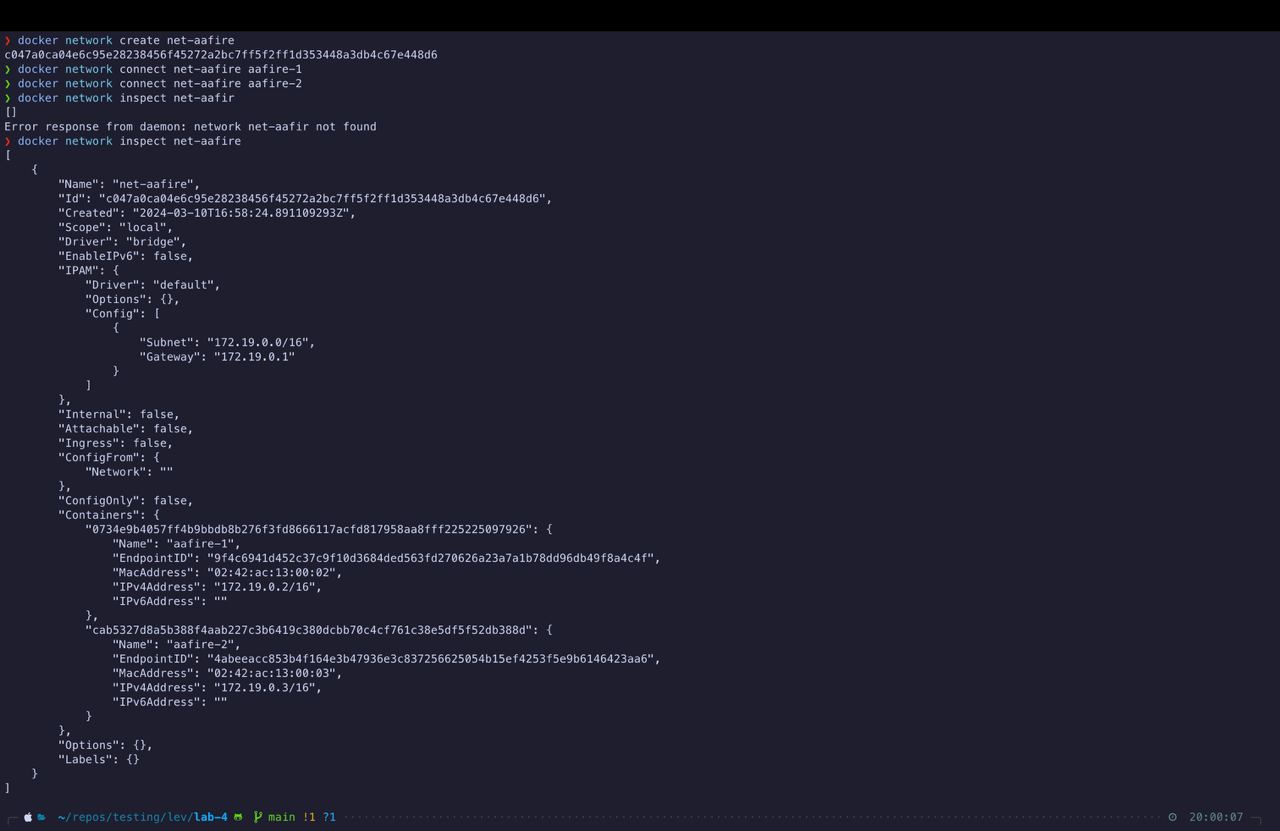 ❯ docker network create net-aafire
c047a0ca04e6c95e28238456f45272a2bc7ff5f2ff1d353448a3db4c67e448d6
❯ docker network connect net-aafire aafire-1
❯ docker network connect net-aafire aafire-2
❯ docker network inspect net-aafir
[]
Error response from daemon: network net-aafir not found
❯ docker network inspect net-aafire
[
    {
        "Name": "net-aafire",
        "Id": "c047a0ca04e6c95e28238456f45272a2bc7ff5f2ff1d353448a3db4c67e448d6",
        "Created": "2024-03-10T16:58:24.891109293Z",
        "Scope": "local",
        "Driver": "bridge",
        "EnableIPv6": false,
        "IPAM": {
            "Driver": "default",
            "Options": {},
            "Config": [
                {
                    "Subnet": "172.19.0.0/16",
                    "Gateway": "172.19.0.1"
                }
            ]
        },
        "Internal": false,
        "Attachable": false,
        "Ingress": false,
        "ConfigFrom": {
            "Network": ""
        },
        "ConfigOnly": false,
        "Containers": {
            "0734e9b4057ff4b9bbdb8b276f3fd8666117acfd817958aa8fff225225097926": {
                "Name": "aafire-1",
                "EndpointID": "9f4c6941d452c37c9f10d3684ded563fd270626a23a7a1b78dd96db49f8a4c4f",
                "MacAddress": "02:42:ac:13:00:02",
                "IPv4Address": "172.19.0.2/16",
                "IPv6Address": ""
            },
            "cab5327d8a5b388f4aab227c3b6419c380dcbb70c4cf761c38e5df5f52db388d": {
                "Name": "aafire-2",
                "EndpointID": "4abeeacc853b4f164e3b47936e3c837256625054b15ef4253f5e9b6146423aa6",
                "MacAddress": "02:42:ac:13:00:03",
                "IPv4Address": "172.19.0.3/16",
                "IPv6Address": ""
            }
        },
        "Options": {},
        "Labels": {}
    }
]
~/repos/testing/lev/lab-4 main !1 ?1 20:00:07